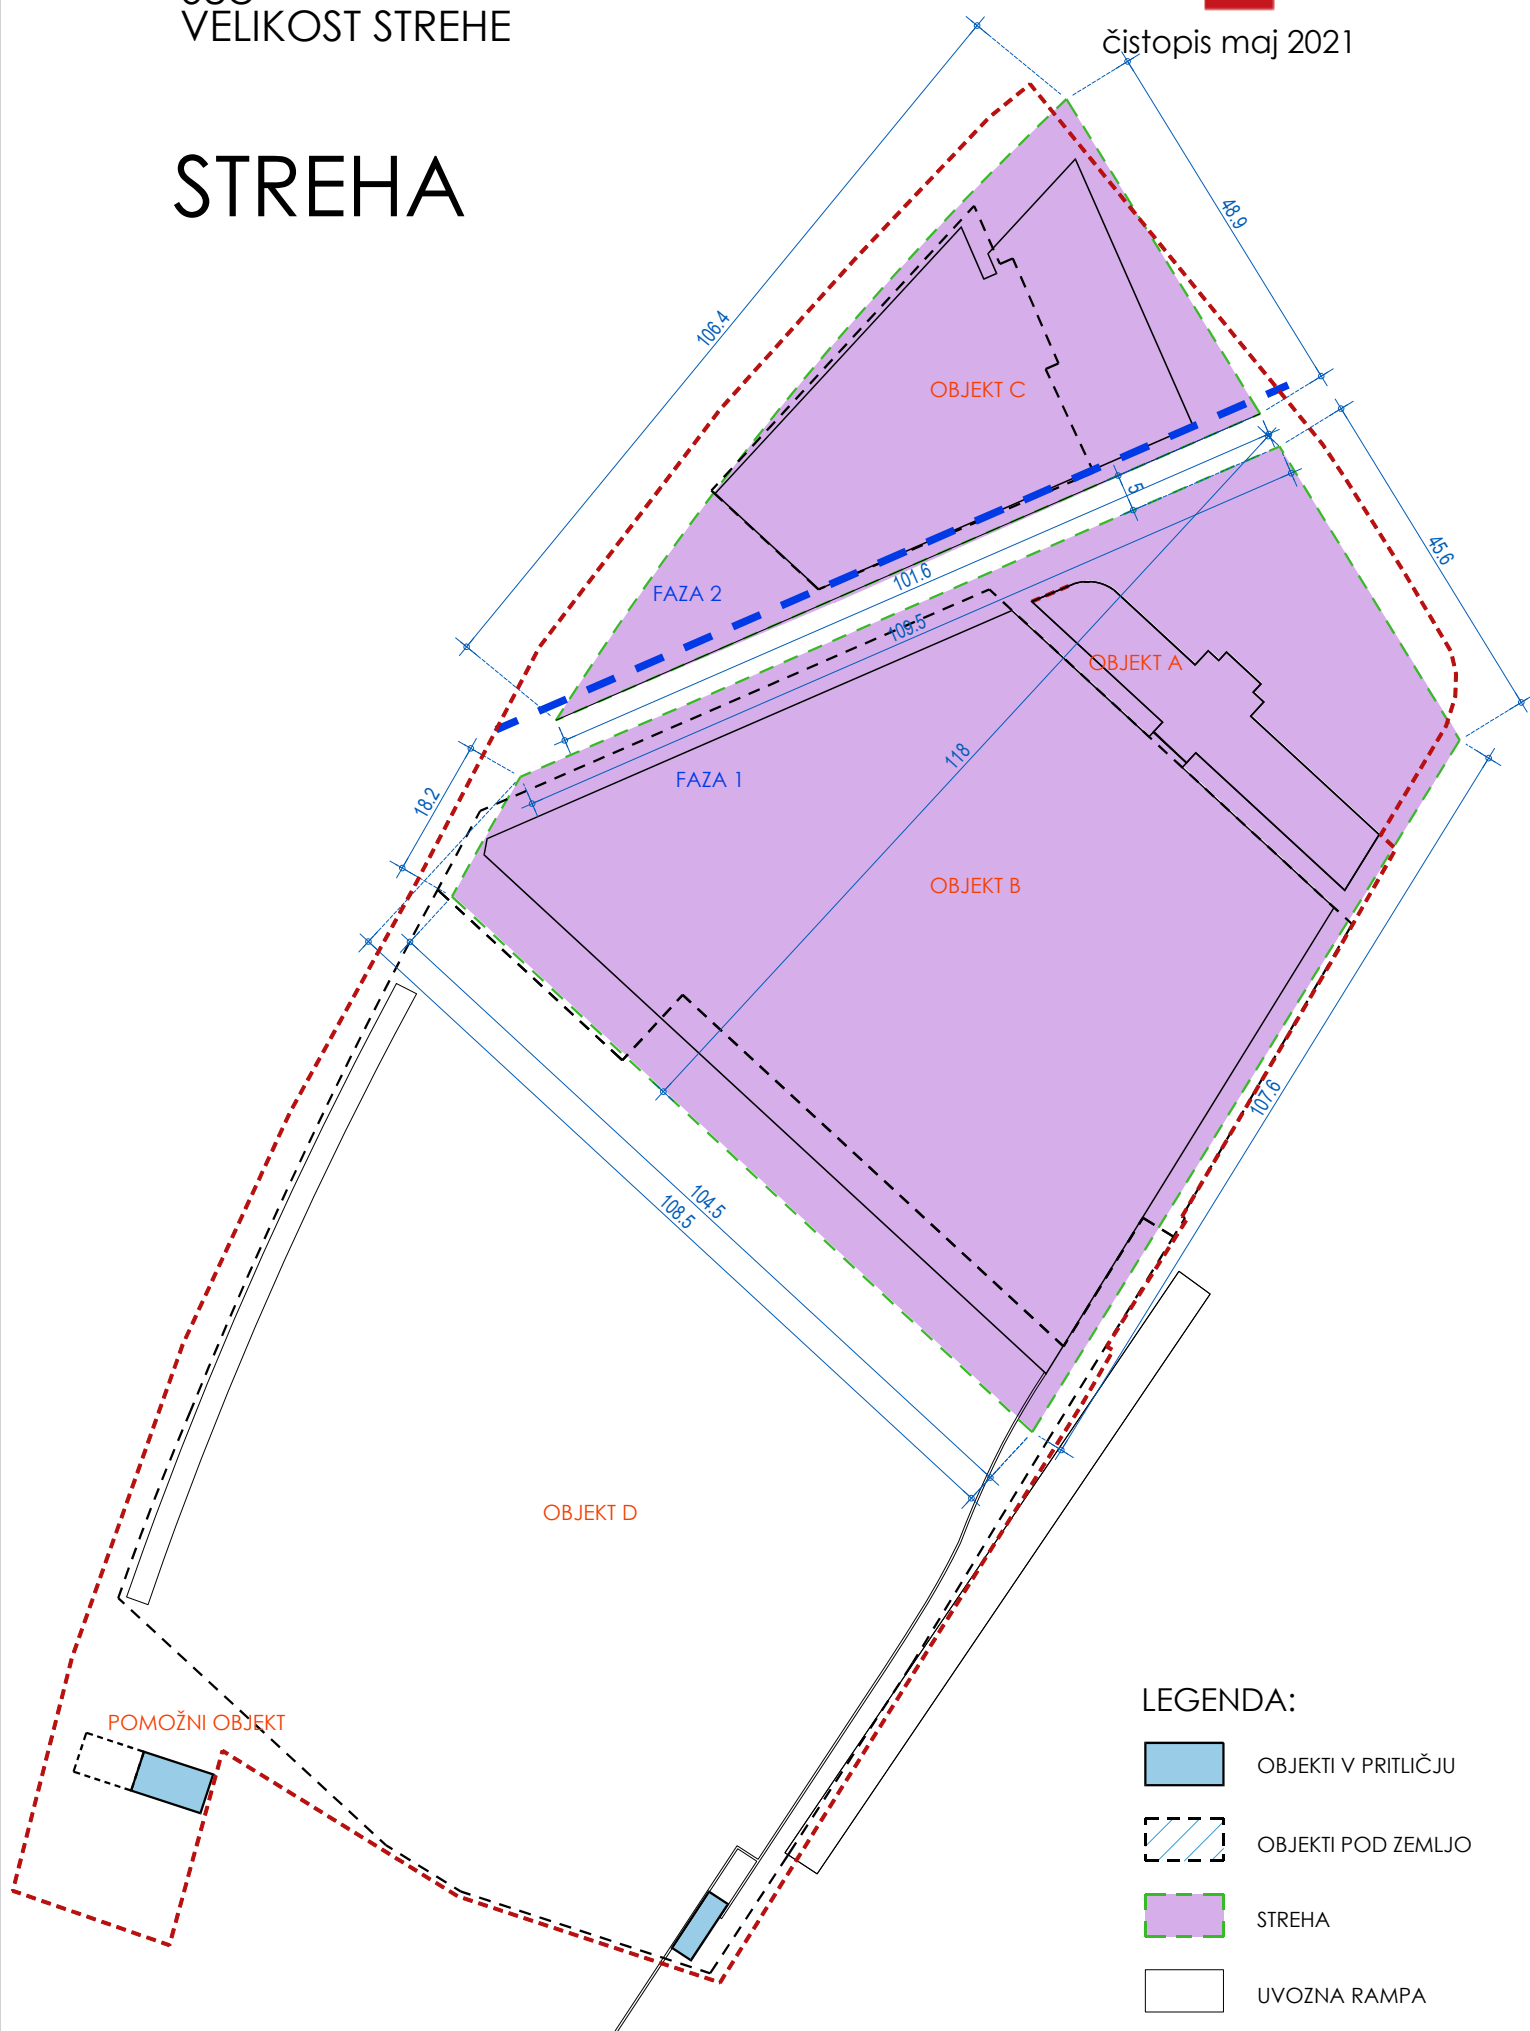 VELIKOST STREHE
čistopis maj 2021
STREHA
48.9
106.4
OBJEKT C
5
45.6
101.6
FAZA 2
109.5
OBJEKT A
118
FAZA 1
18.2
OBJEKT B
107.6
104.5
108.5
OBJEKT D
POMOŽNI OBJEKT
LEGENDA:
OBJEKTI V PRITLIČJU
OBJEKTI POD ZEMLJO
STREHA
UVOZNA RAMPA